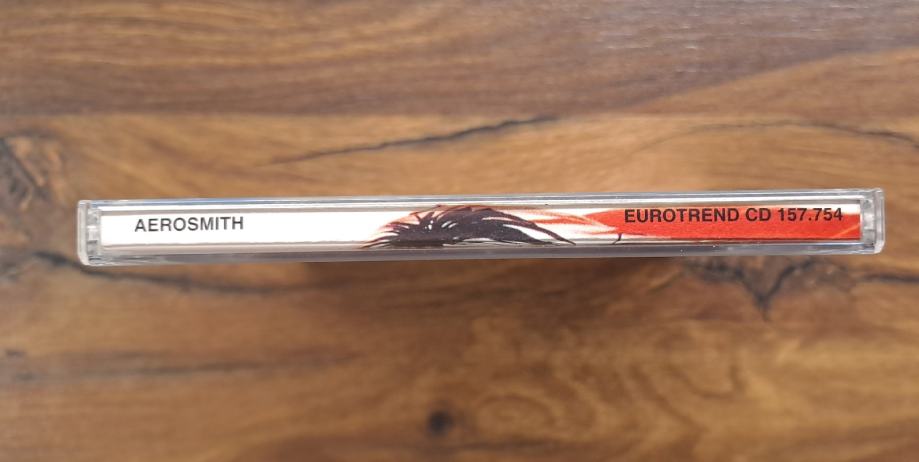 AEROSMITH
EUROTREND CD 157.754